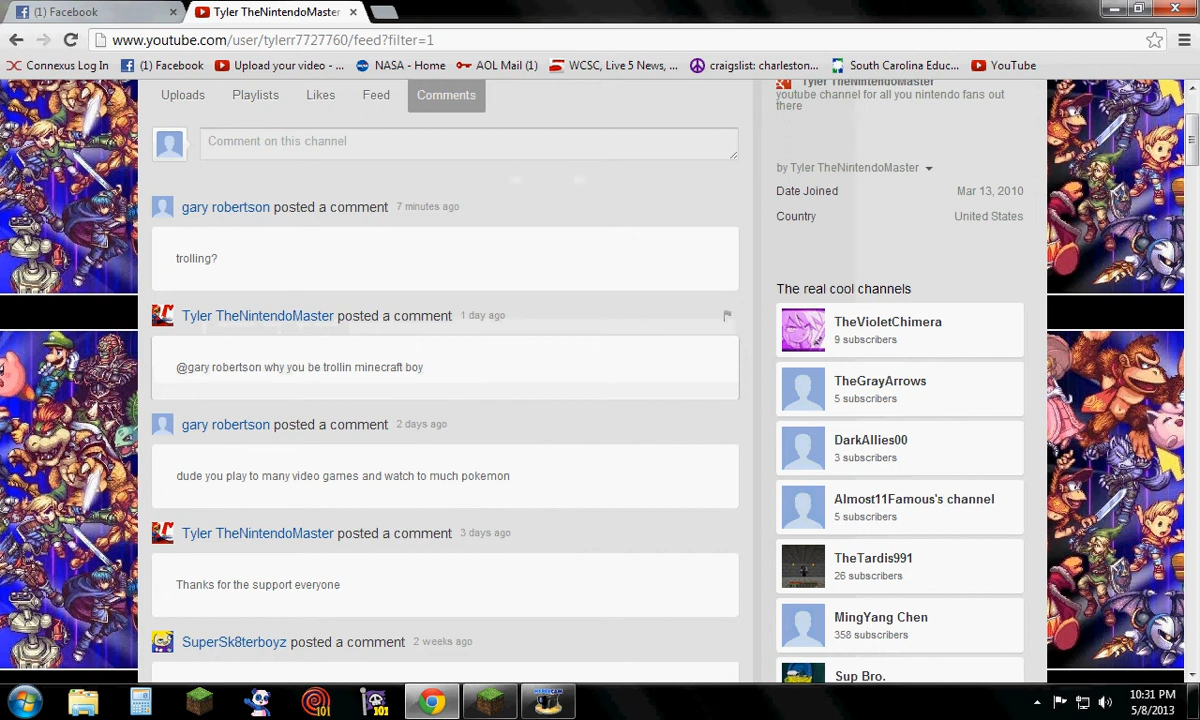 (1) Facebook
Tyler TheNintendoMaster
www.youtube.com/user/tylerr7727760/feed?filter=1
Connexus Log In
(1) Facebook
Upload your video - ...
NASA - Home
AOL Mail (1)
WCSC, Live 5 News, ...
craigslist: charleston...
South Carolina Educ...
YouTube
Uploads
Playlists
Likes
Feed
Comments
Comment on this channel
gary robertson posted a comment 7 minutes ago
trolling?
Tyler TheNintendoMaster posted a comment 1 day ago
@gary robertson why you be trollin minecraft boy
gary robertson posted a comment 2 days ago
dude you play to many video games and watch to much pokemon
Tyler TheNintendoMaster posted a comment 3 days ago
Thanks for the support everyone
SuperSk8terboyz posted a comment 2 weeks ago
Tyler TheNintendoMaster
youtube channel for all you nintendo fans out
there
by Tyler TheNintendoMaster
Date Joined Mar 13, 2010
Country United States
The real cool channels
TheVioletChimera
9 subscribers
TheGrayArrows
5 subscribers
DarkAllies00
3 subscribers
Almost11Famous's channel
5 subscribers
TheTardis991
26 subscribers
MingYang Chen
358 subscribers
Sup Bro.
101
101
HYPERCAM
10:31 PM
5/8/2013